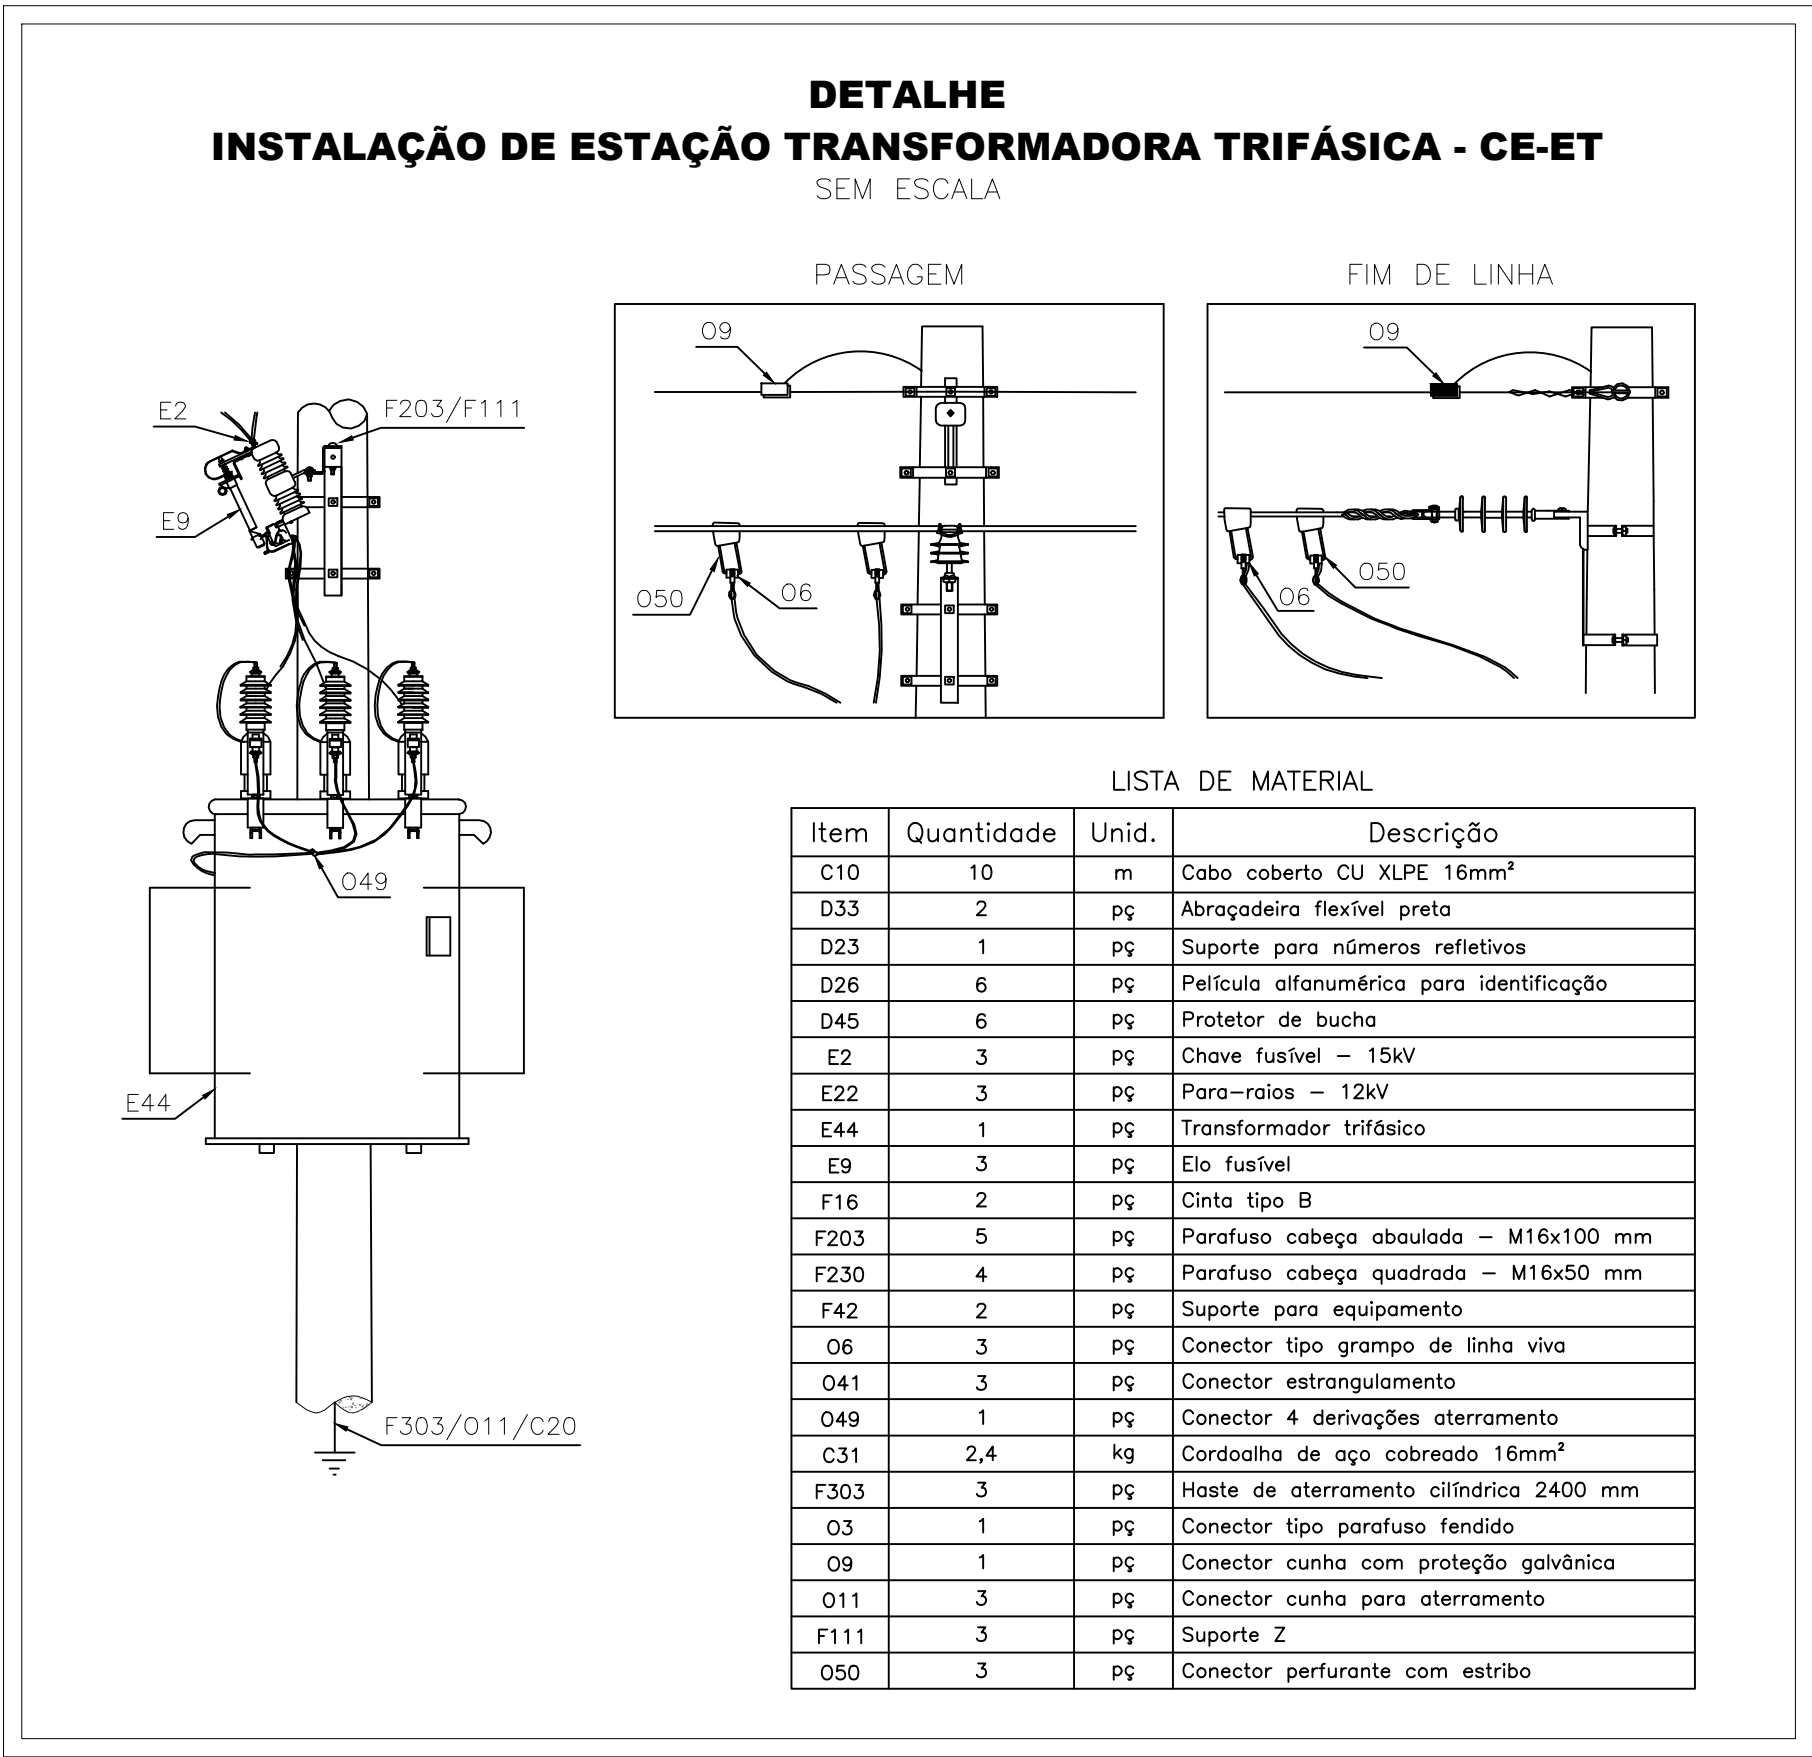 DETALHE
INSTALAÇÃO DE ESTAÇÃO TRANSFORMADORA TRIFÁSICA - CE-ET
SEM ESCALA
PASSAGEM
FIM DE LINHA
O9
O50
O6
O9
O50
O6
E2
F203/F111
E9
O49
E44
F303/O11/C20
LISTA DE MATERIAL
Item Quantidade Unid. Descrição
C10 10 m Cabo coberto CU XLPE 16mm²
D33 2 pç Abraçadeira flexível preta
D23 1 pç Suporte para números refletivos
D26 6 pç Película alfanumérica para identificação
D45 6 pç Protetor de bucha
E2 3 pç Chave fusível – 15kV
E22 3 pç Para-raios – 12kV
E44 1 pç Transformador trifásico
E9 3 pç Elo fusível
F16 2 pç Cinta tipo B
F203 5 pç Parafuso cabeça abaulada – M16x100 mm
F230 4 pç Parafuso cabeça quadrada – M16x50 mm
F42 2 pç Suporte para equipamento
O6 3 pç Conector tipo grampo de linha viva
O41 3 pç Conector estrangulamento
O49 1 pç Conector 4 derivações aterramento
C31 2,4 kg Cordoalha de aço cobreado 16mm²
F303 3 pç Haste de aterramento cilíndrica 2400 mm
O3 1 pç Conector tipo parafuso fendido
O9 1 pç Conector cunha com proteção galvânica
O11 3 pç Conector cunha para aterramento
F111 3 pç Suporte Z
O50 3 pç Conector perfurante com estribo